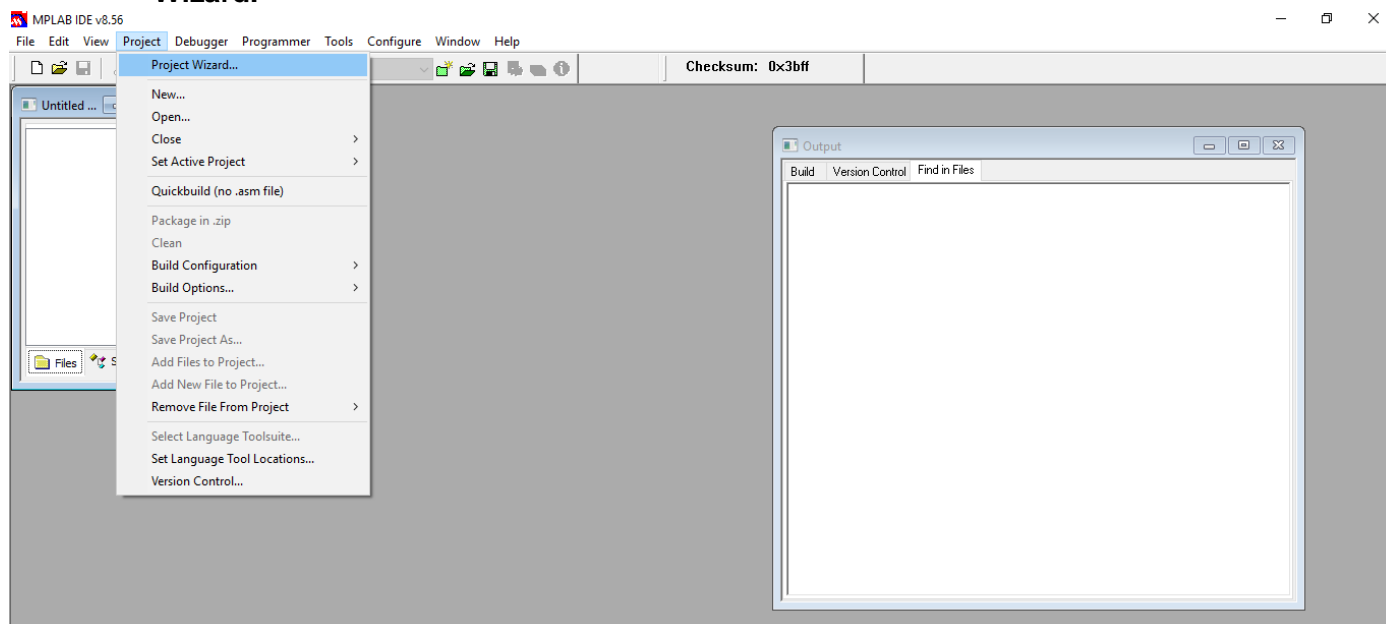 Wizard.
MPLAB IDE v8.56
File Edit View Project Debugger Programmer Tools Configure Window Help
Checksum: 0x3bff
Project Wizard...
New...
Open...
Close
Set Active Project
Quickbuild (no .asm file)
Package in .zip
Clean
Build Configuration
Build Options...
Save Project
Save Project As...
Add Files to Project...
Add New File to Project...
Remove File From Project
Select Language Toolsuite...
Set Language Tool Locations...
Version Control...
Untitled ...
Files S
Output
Build Version Control Find in Files